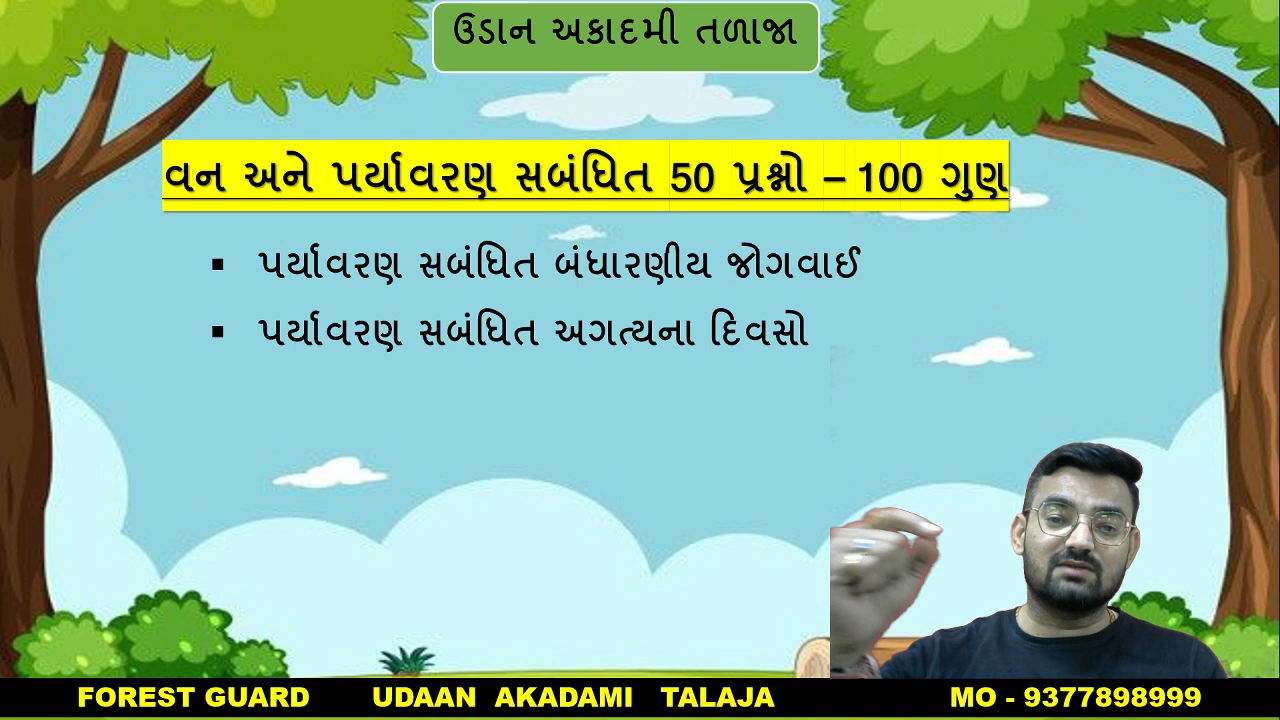 ઉડાન અકાદમી તળાજા
વન અને પર્યાવરણ સબંધિત 50 પ્રશ્નો – 100 ગુણ
▪ પર્યાવરણ સબંધિત બંધારણીય જોગવાઈ
▪ પર્યાવરણ સબંધિત અગત્યના દિવસો
FOREST GUARD UDAAN AKADAMI TALAJA MO - 9377898999